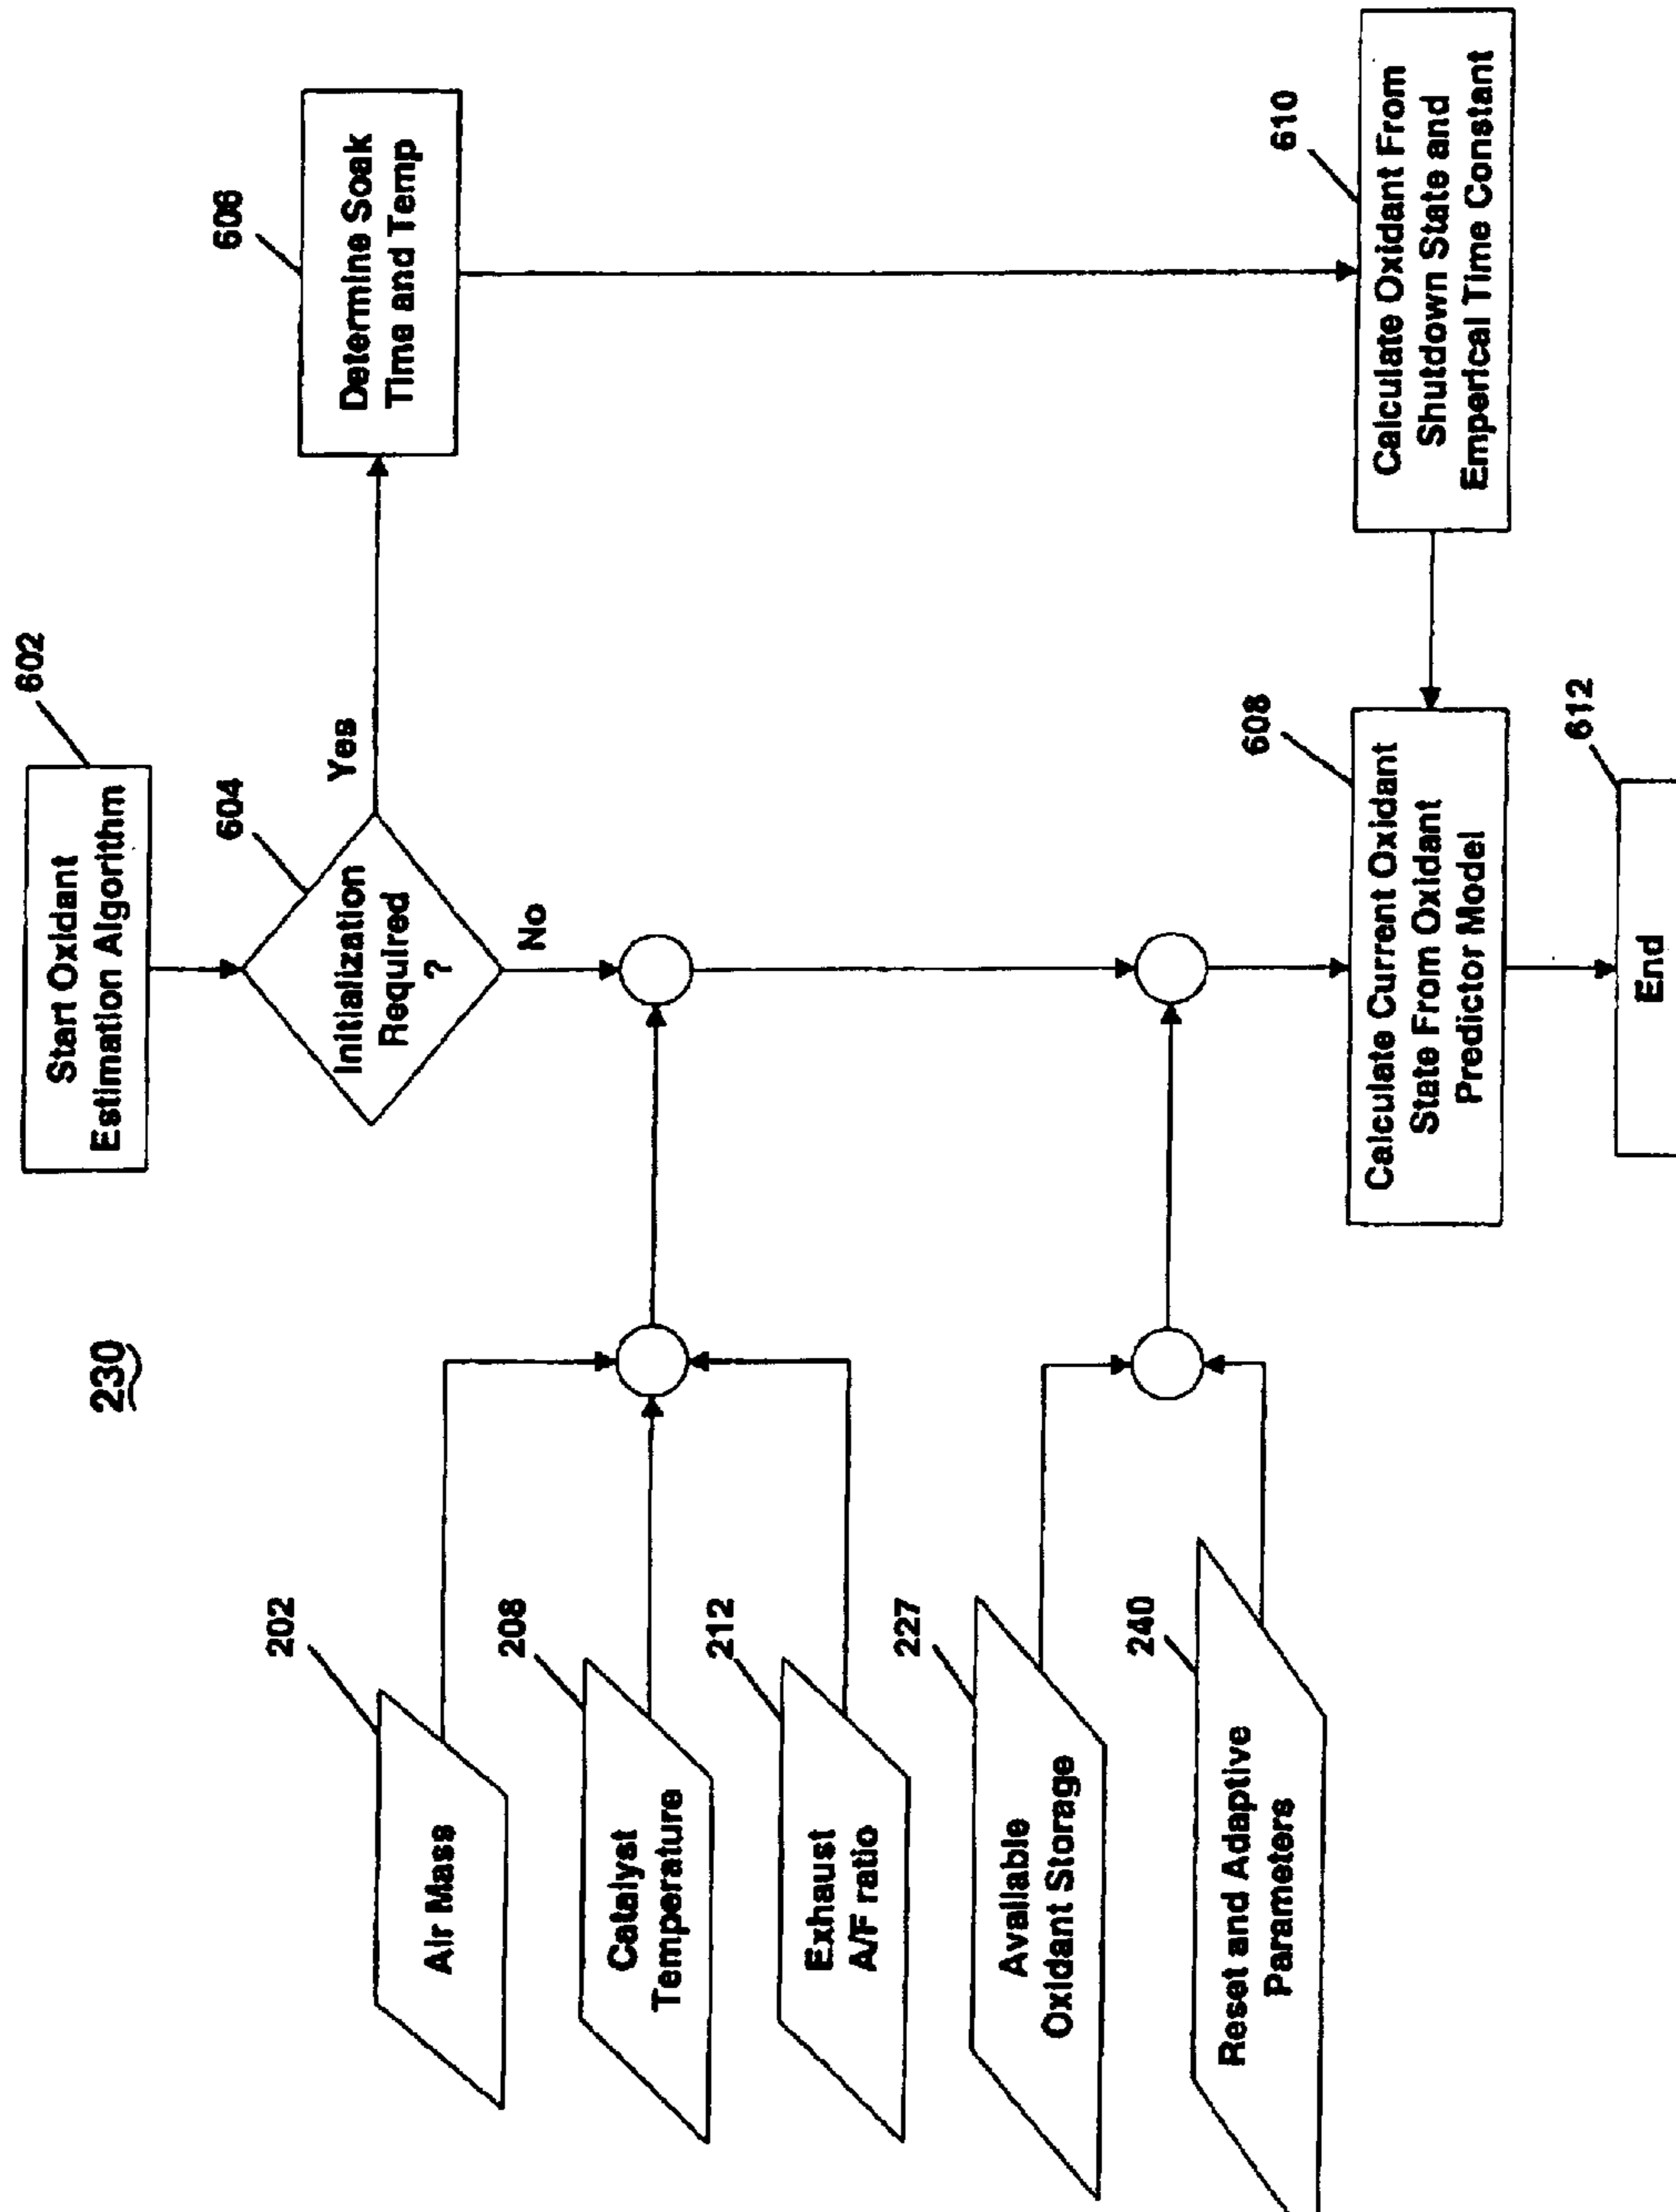 230
602
Start Oxidant
Estimation Algorithm
604
Initialization
Required
?
Yes
No
606
Determine Soak
Time and Temp
202
Air Mass
208
Catalyst
Temperature
212
Exhaust
A/F ratio
227
Available
Oxidant Storage
240
Reset and Adaptive
Parameters
608
Calculate Current Oxidant
State From Oxidant
Predictor Model
610
Calculate Oxidant From
Shutdown State and
Emperical Time Constant
612
End